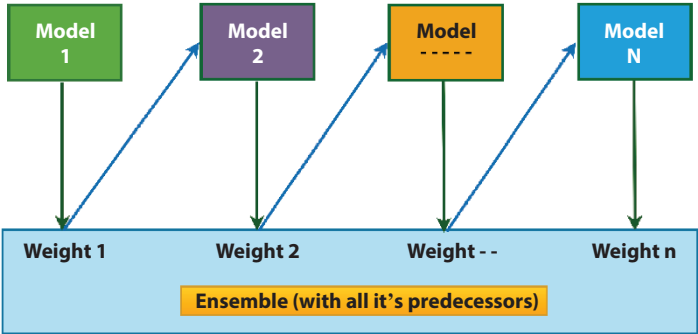 Model
1
Model
2
Model
- - - - -
Model
N
Weight 1
Weight 2
Weight - -
Weight n
Ensemble (with all it's predecessors)